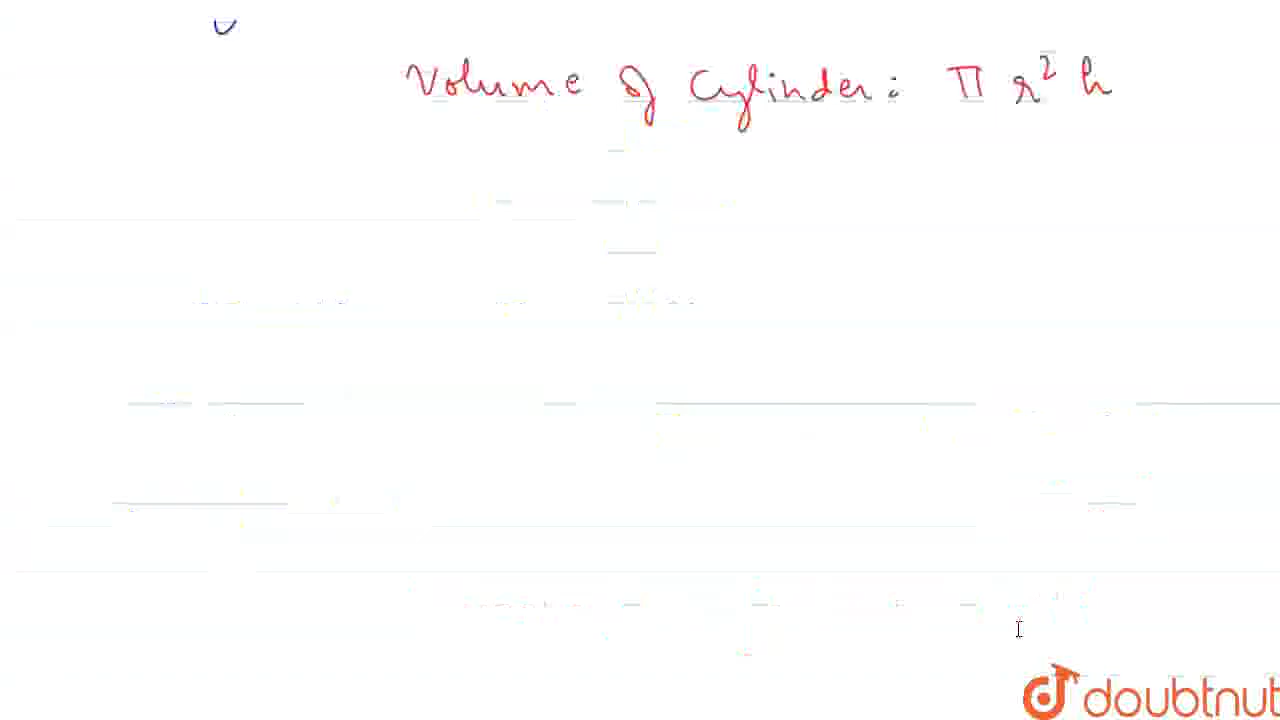 Volume of Cylinder: π r² h
doubtnut